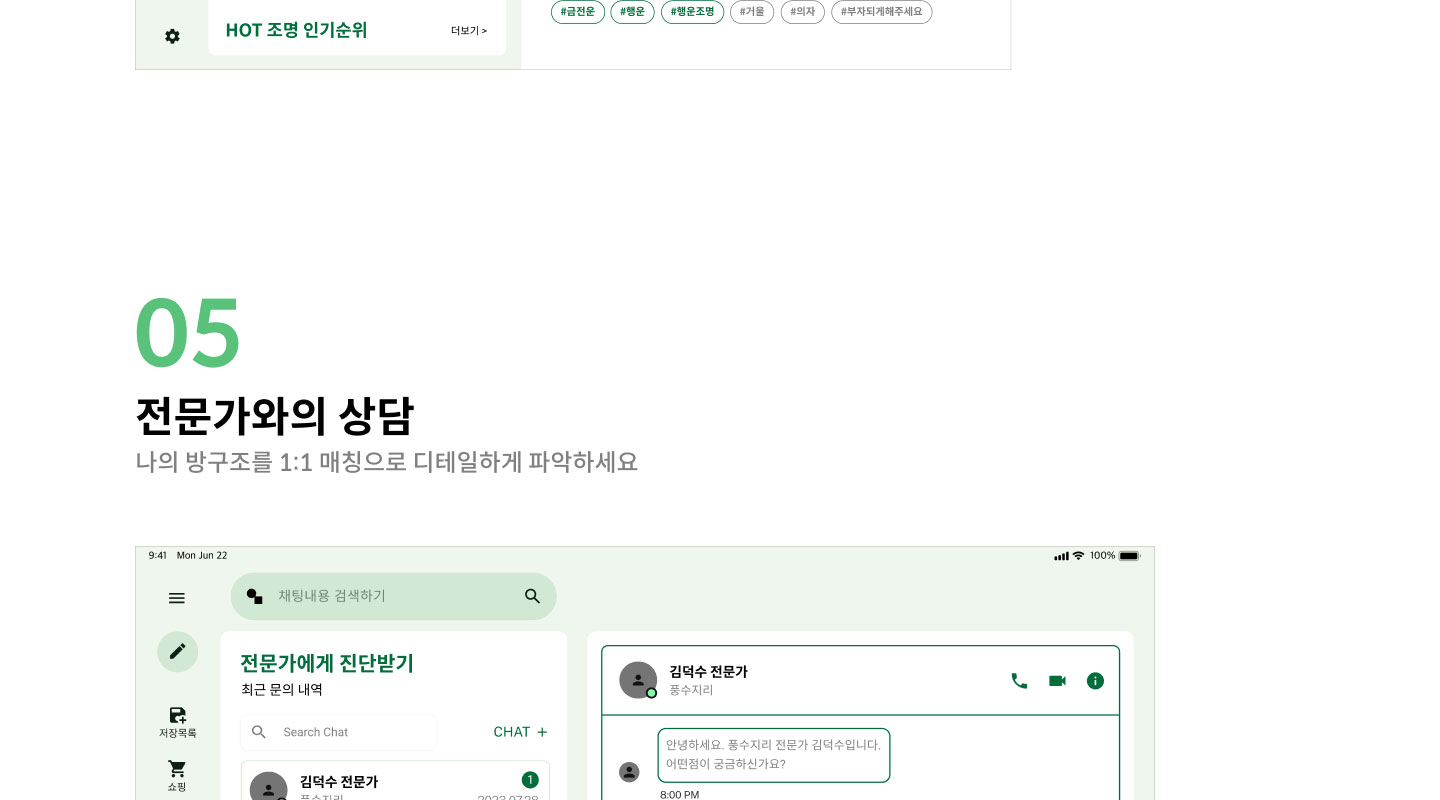 HOT 조명 인기순위
더보기 >
#금전운 #행운 #행운조명 #거울 #의자 #부자되게해주세요
05
전문가와의 상담
나의 방구조를 1:1 매칭으로 디테일하게 파악하세요
9:41 Mon Jun 22
100%
채팅내용 검색하기
저장목록
쇼핑
전문가에게 진단받기
최근 문의 내역
Search Chat
CHAT +
김덕수 전문가
1
풍수지리
2023.07.28
김덕수 전문가
풍수지리
안녕하세요. 풍수지리 전문가 김덕수입니다.
어떤점이 궁금하신가요?
8:00 PM